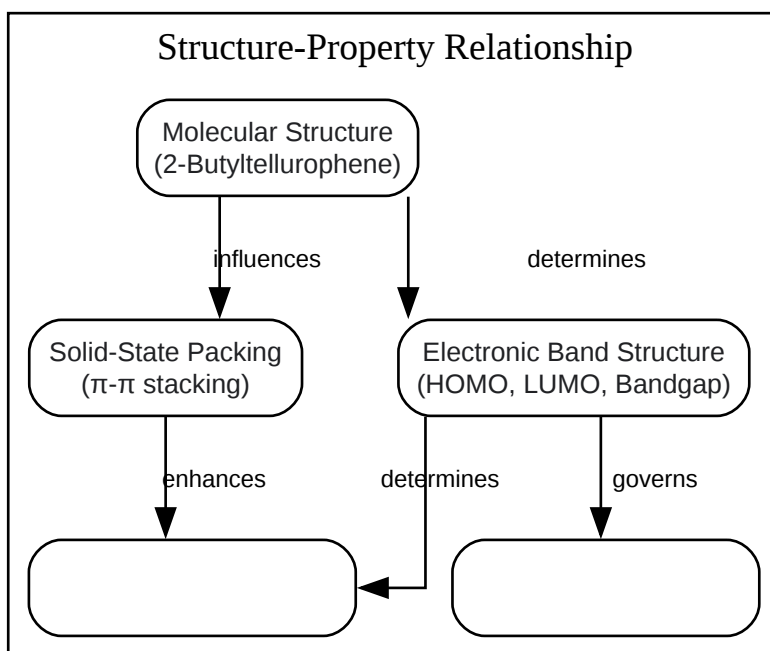 Structure-Property Relationship
Molecular Structure
(2-Butyltellurophene)
influences
determines
Solid-State Packing
(π-π stacking)
Electronic Band Structure
(HOMO, LUMO, Bandgap)
enhances
determines
governs